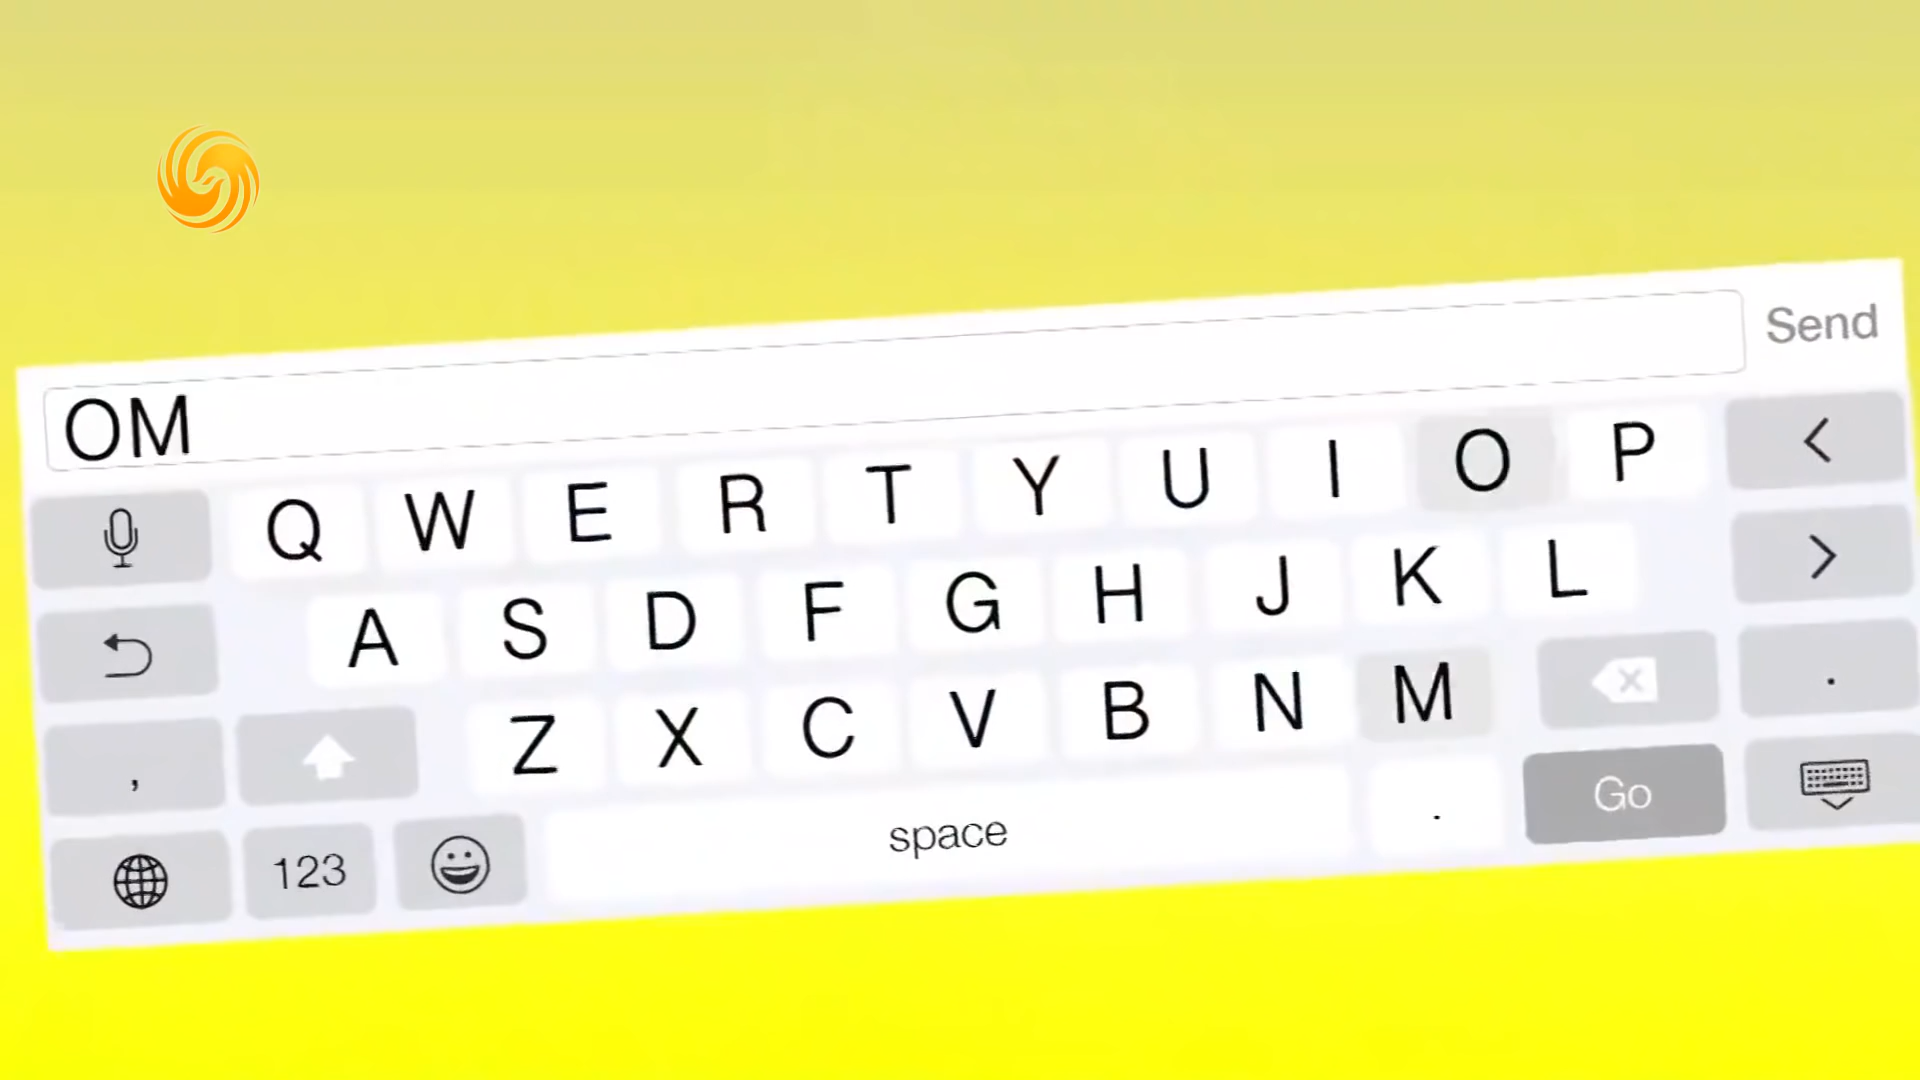 OM
Send
Q W E R T Y U I O P <
A S D F G H J K L >
, Z X C V B N M .
123 space . Go